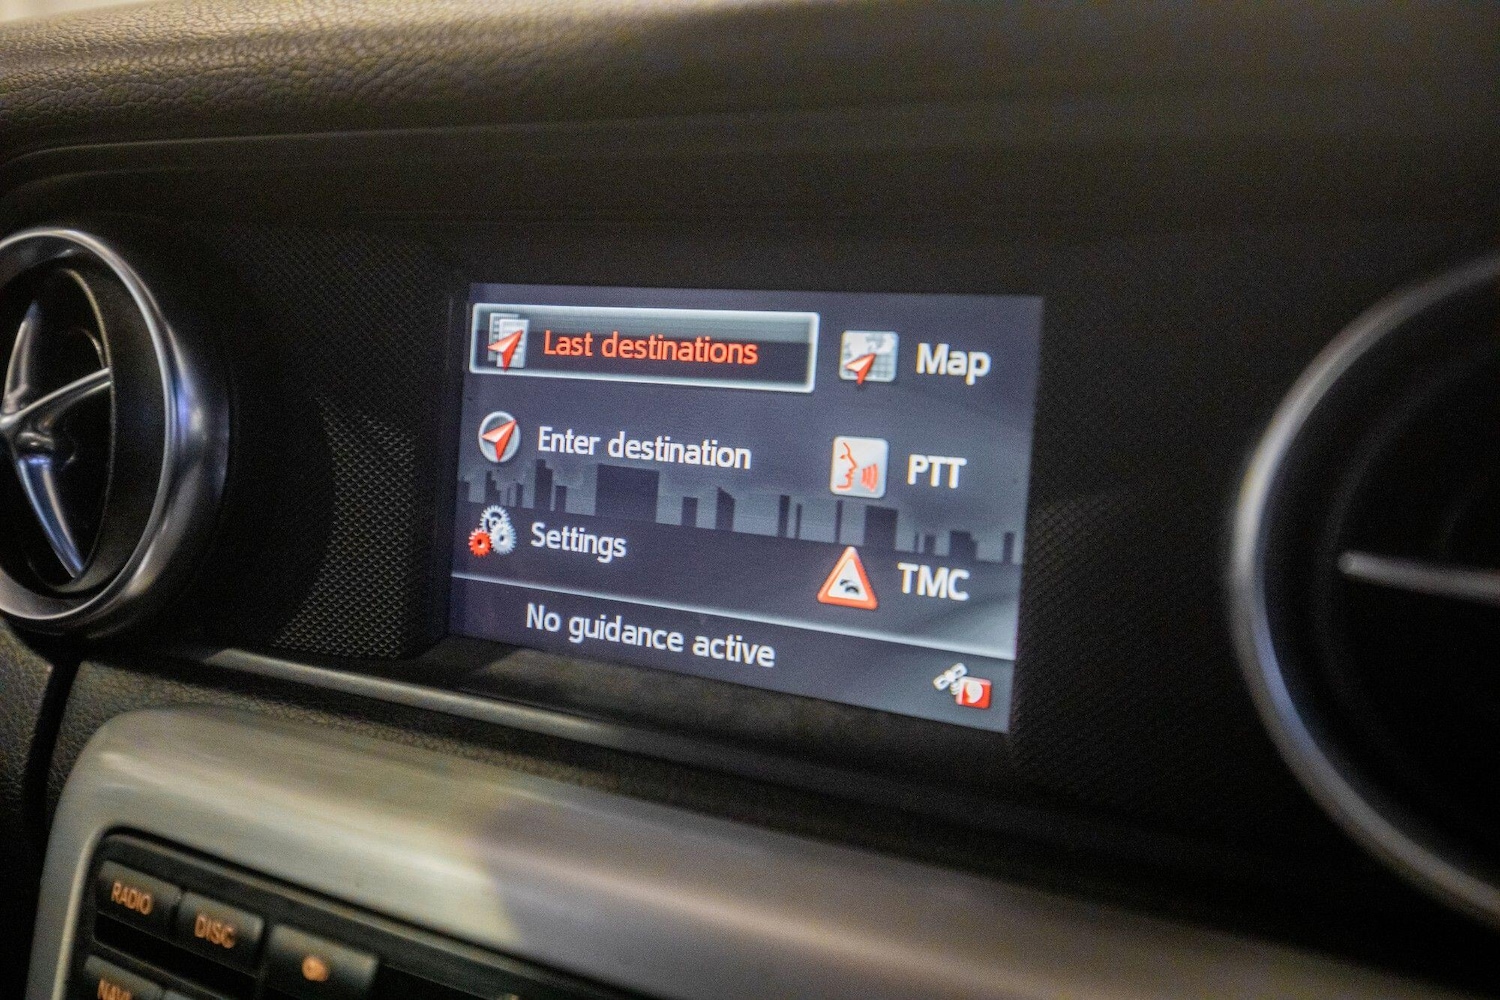 Last destinations
Map
Enter destination
PTT
Settings
TMC
No guidance active
RADIO
DISC